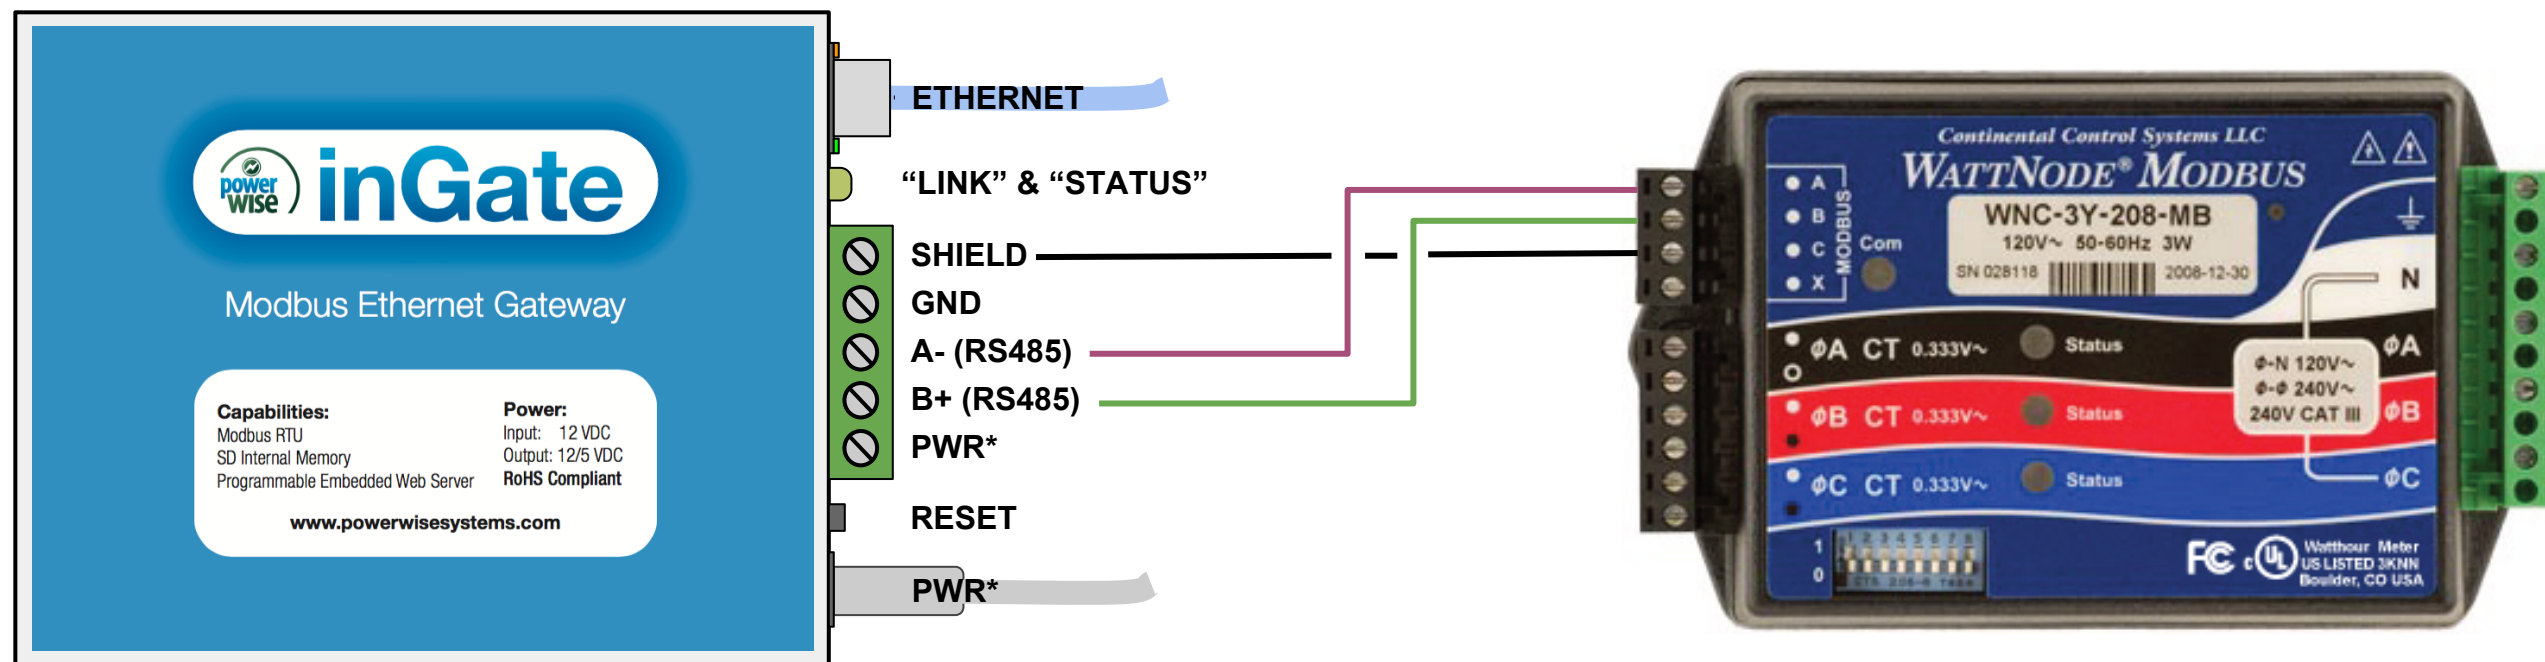 power
wise
inGate
Modbus Ethernet Gateway
Capabilities:
Modbus RTU
SD Internal Memory
Programmable Embedded Web Server
Power:
Input: 12 VDC
Output: 12/5 VDC
RoHS Compliant
www.powerwisesystems.com
ETHERNET
“LINK” & “STATUS”
SHIELD
GND
A- (RS485)
B+ (RS485)
PWR*
RESET
PWR*
Continental Control Systems LLC
WATTNODE® MODBUS
WNC-3Y-208-MB
120V~ 50-60Hz 3W
SN 028118 2008-12-30
A
B
C
X
MODBUS
Com
N
ϕA CT 0.333V~ Status
ϕA
ϕB CT 0.333V~ Status
ϕB
ϕC CT 0.333V~ Status
ϕC
ϕ-N 120V~
ϕ-ϕ 240V~
240V CAT III
1
0
1 2 3 4 5 6 7 8
FC c UL
Watthour Meter
US LISTED 3KNN
Boulder, CO USA